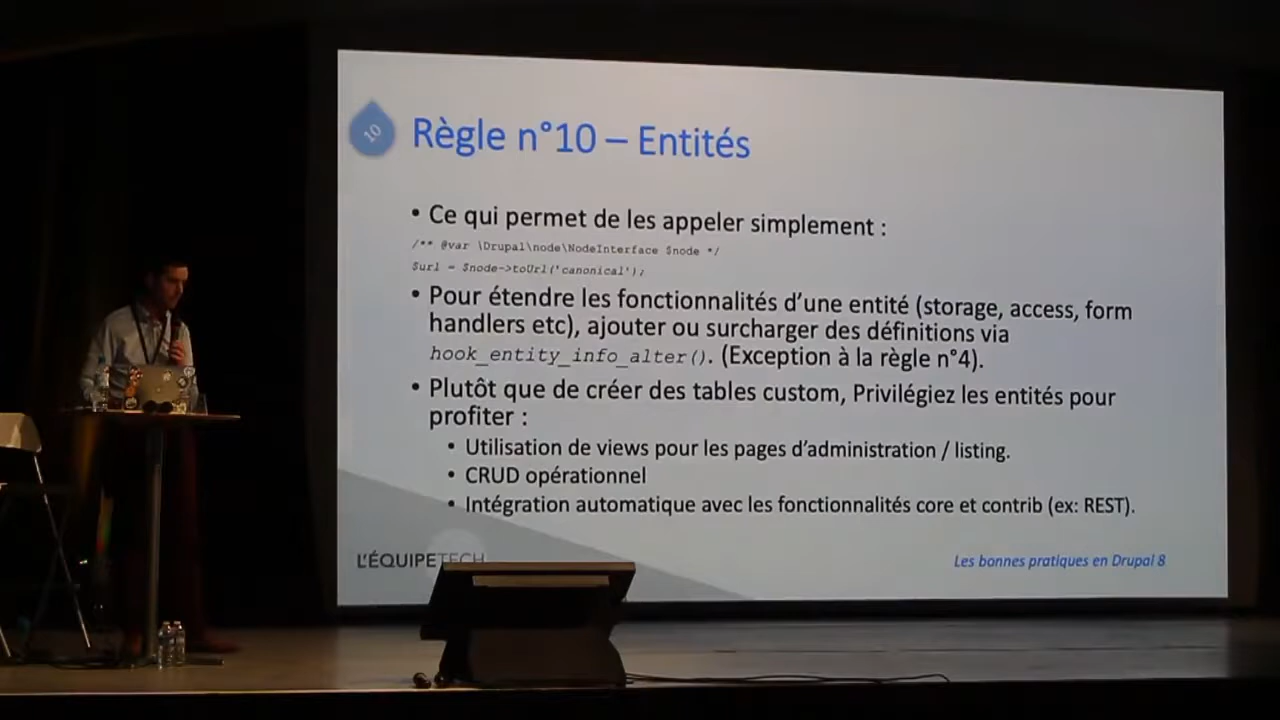 10
Règle n°10 – Entités
• Ce qui permet de les appeler simplement :
/** @var \Drupal\node\NodeInterface $node */
$url = $node->toUrl('canonical');
• Pour étendre les fonctionnalités d’une entité (storage, access, form
handlers etc), ajouter ou surcharger des définitions via
hook_entity_info_alter(). (Exception à la règle n°4).
• Plutôt que de créer des tables custom, Privilégiez les entités pour
profiter :
• Utilisation de views pour les pages d’administration / listing.
• CRUD opérationnel
• Intégration automatique avec les fonctionnalités core et contrib (ex: REST).
L’ÉQUIPETECH
Les bonnes pratiques en Drupal 8